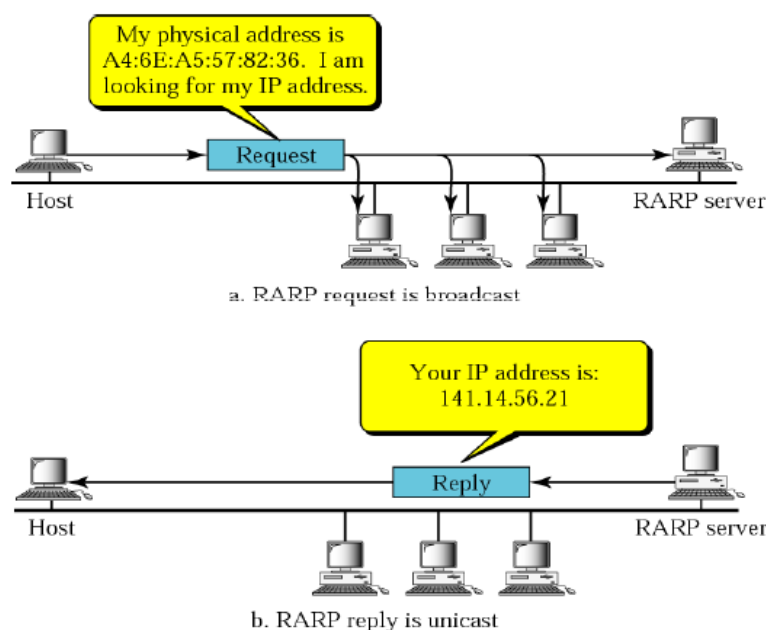 My physical address is
A4:6E:A5:57:82:36. I am
looking for my IP address.
Request
Host
RARP server
a. RARP request is broadcast
Your IP address is:
141.14.56.21
Reply
Host
RARP server
b. RARP reply is unicast